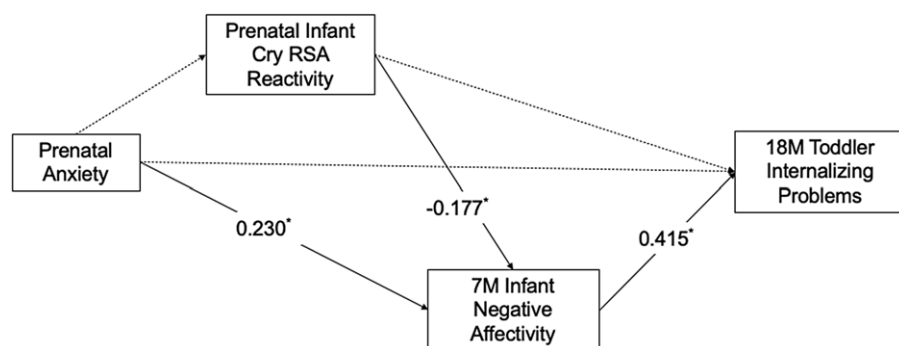 Prenatal Infant
Cry RSA
Reactivity
Prenatal
Anxiety
18M Toddler
Internalizing
Problems
0.230*
-0.177*
0.415*
7M Infant
Negative
Affectivity